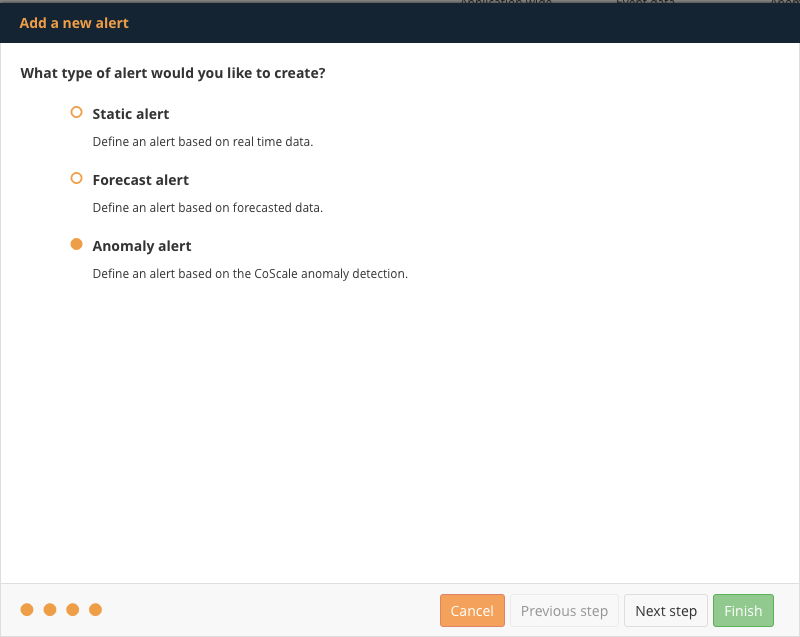 Add a new alert
What type of alert would you like to create?
Static alert
Define an alert based on real time data.
Forecast alert
Define an alert based on forecasted data.
Anomaly alert
Define an alert based on the CoScale anomaly detection.
Cancel Previous step Next step Finish